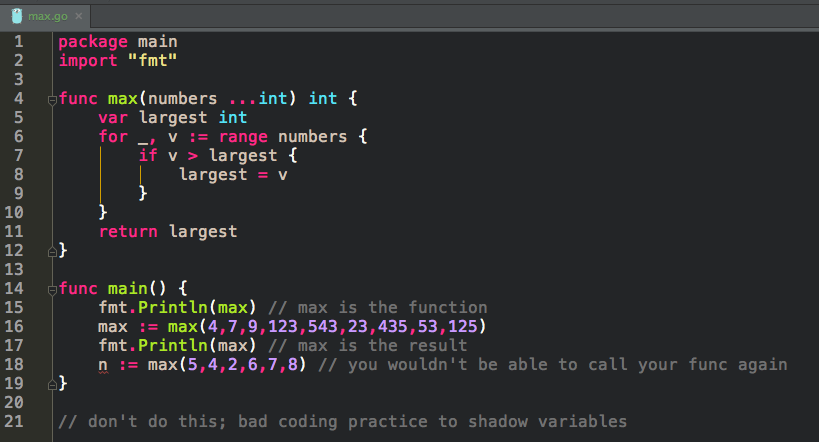 max.go ×
1 package main
2 import "fmt"
3
4 func max(numbers ...int) int {
5     var largest int
6     for _, v := range numbers {
7         if v > largest {
8             largest = v
9         }
10     }
11     return largest
12 }
13
14 func main() {
15     fmt.Println(max) // max is the function
16     max := max(4,7,9,123,543,23,435,53,125)
17     fmt.Println(max) // max is the result
18     n := max(5,4,2,6,7,8) // you wouldn't be able to call your func again
19 }
20
21 // don't do this; bad coding practice to shadow variables